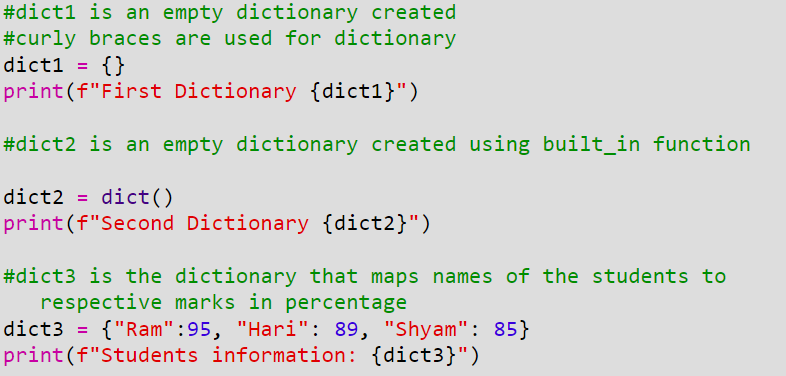 #dict1 is an empty dictionary created
#curly braces are used for dictionary
dict1 = {}
print(f"First Dictionary {dict1}")
#dict2 is an empty dictionary created using built_in function
dict2 = dict()
print(f"Second Dictionary {dict2}")
#dict3 is the dictionary that maps names of the students to
respective marks in percentage
dict3 = {"Ram":95, "Hari": 89, "Shyam": 85}
print(f"Students information: {dict3}")